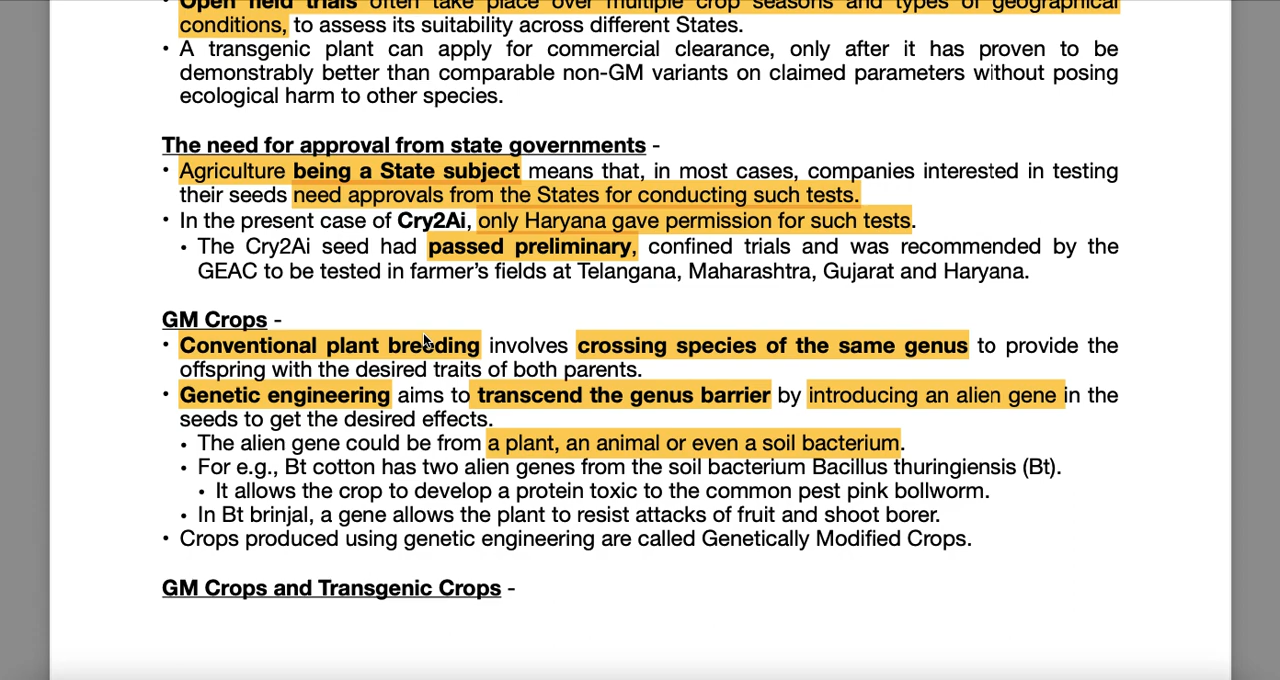 Open field trials often take place over multiple crop seasons and types of geographical
conditions, to assess its suitability across different States.
• A transgenic plant can apply for commercial clearance, only after it has proven to be
demonstrably better than comparable non-GM variants on claimed parameters without posing
ecological harm to other species.
The need for approval from state governments -
• Agriculture being a State subject means that, in most cases, companies interested in testing
their seeds need approvals from the States for conducting such tests.
• In the present case of Cry2Ai, only Haryana gave permission for such tests.
• The Cry2Ai seed had passed preliminary, confined trials and was recommended by the
GEAC to be tested in farmer's fields at Telangana, Maharashtra, Gujarat and Haryana.
GM Crops -
• Conventional plant breeding involves crossing species of the same genus to provide the
offspring with the desired traits of both parents.
• Genetic engineering aims to transcend the genus barrier by introducing an alien gene in the
seeds to get the desired effects.
• The alien gene could be from a plant, an animal or even a soil bacterium.
• For e.g., Bt cotton has two alien genes from the soil bacterium Bacillus thuringiensis (Bt).
• It allows the crop to develop a protein toxic to the common pest pink bollworm.
• In Bt brinjal, a gene allows the plant to resist attacks of fruit and shoot borer.
• Crops produced using genetic engineering are called Genetically Modified Crops.
GM Crops and Transgenic Crops -